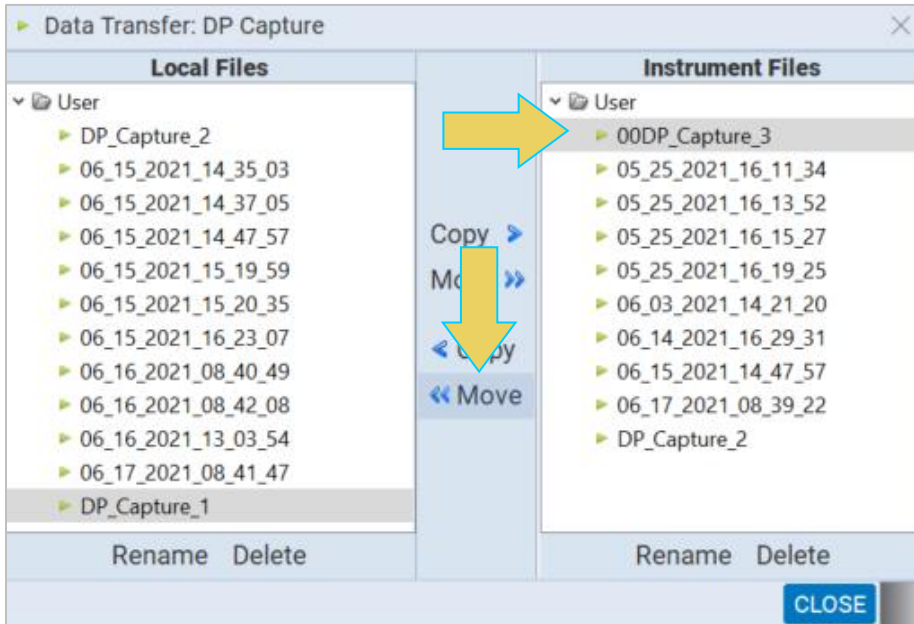 Data Transfer: DP Capture
Local Files
User
DP_Capture_2
06_15_2021_14_35_03
06_15_2021_14_37_05
06_15_2021_14_47_57
06_15_2021_15_19_59
06_15_2021_15_20_35
06_15_2021_16_23_07
06_16_2021_08_40_49
06_16_2021_08_42_08
06_16_2021_13_03_54
06_17_2021_08_41_47
DP_Capture_1
Rename Delete
Copy
Copy
Move
Instrument Files
User
00DP_Capture_3
05_25_2021_16_11_34
05_25_2021_16_13_52
05_25_2021_16_15_27
05_25_2021_16_19_25
06_03_2021_14_21_20
06_14_2021_16_29_31
06_15_2021_14_47_57
06_17_2021_08_39_22
DP_Capture_2
Rename Delete
CLOSE